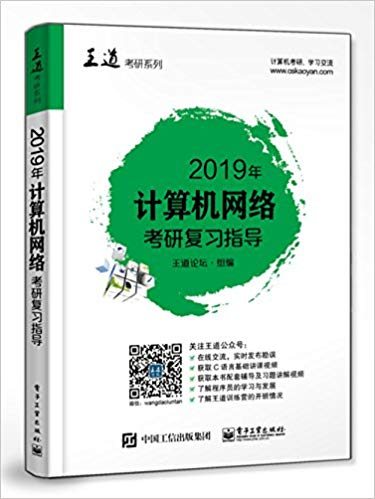 王道 考研系列
计算机考研，学习交流
www.cskaoyan.com
2019年
计算机网络
考研复习指导
王道论坛·组编
关注王道公众号：
在线交流，实时发布勘误
获取C语言基础讲课视频
获取本书配套辅导及习题讲解视频
了解程序员的学习与发展
了解王道训练营的开班情况
微信号：wangdaoluntan
中国工信出版集团
电子工业出版社
王道 考研系列
2019年 计算机网络 考研复习指导
电子工业出版社